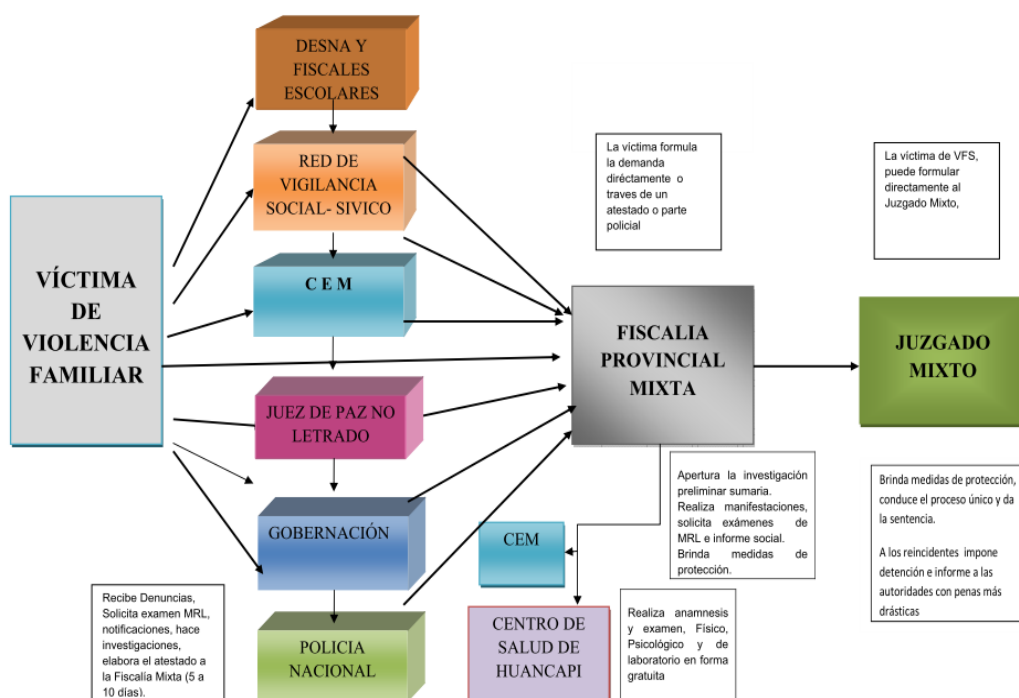 DESNA Y
FISCALES
ESCOLARES
RED DE
VIGILANCIA
SOCIAL- SIVICO
C E M
JUEZ DE PAZ NO
LETRADO
GOBERNACIÓN
POLICIA
NACIONAL
VÍCTIMA
DE
VIOLENCIA
FAMILIAR
Recibe Denuncias,
Solicita examen MRL,
notificaciones, hace
investigaciones,
elabora el atestado a
la Fiscalía Mixta (5 a
10 días).
La víctima formula
la demanda
diréctamente o
traves de un
atestado o parte
policial
FISCALIA
PROVINCIAL
MIXTA
Apertura la investigación
preliminar sumaria.
Realiza manifestaciones,
solicita exámenes de
MRL e informe social.
Brinda medidas de
protección.
CEM
CENTRO DE
SALUD DE
HUANCAPI
Realiza anamnesis
y examen, Físico,
Psicológico y de
laboratorio en forma
gratuita
La víctima de VFS,
puede formular
directamente al
Juzgado Mixto,
JUZGADO
MIXTO
Brinda medidas de protección,
conduce el proceso único y da
la sentencia.
A los reincidentes impone
detención e informe a las
autoridades con penas más
drásticas